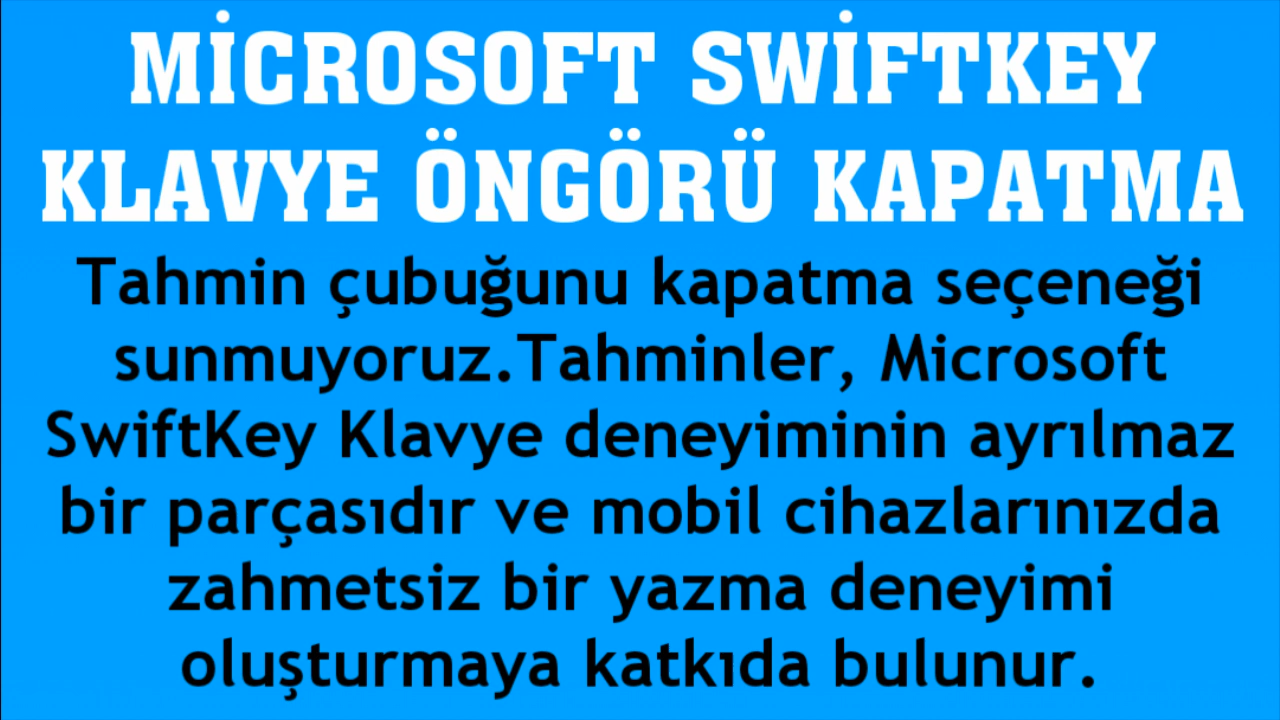 MİCROSOFT SWİFTKEY
KLAVYE ÖNGÖRÜ KAPATMA
Tahmin çubuğunu kapatma seçeneği
sunmuyoruz.Tahminler, Microsoft
SwiftKey Klavye deneyiminin ayrılmaz
bir parçasıdır ve mobil cihazlarınızda
zahmetsiz bir yazma deneyimi
oluşturmaya katkıda bulunur.